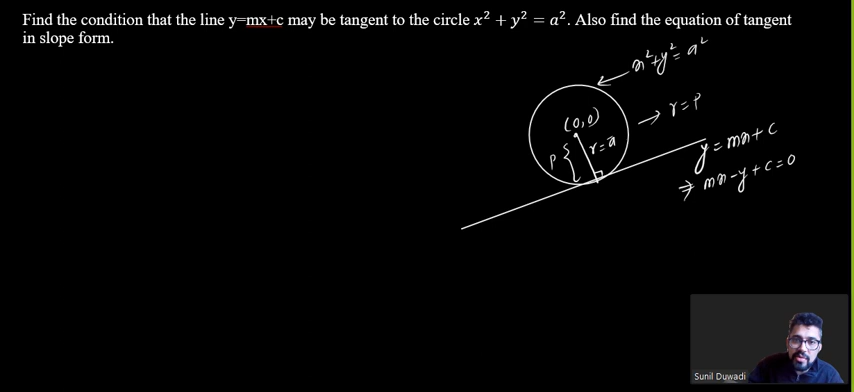 Find the condition that the line y=mx+c may be tangent to the circle x² + y² = a². Also find the equation of tangent
in slope form.
x²+y²=a²
(0,0)
→ r=p
p
r=a
y=mx+c
⇒ mx-y+c=0
Sunil Duwadi